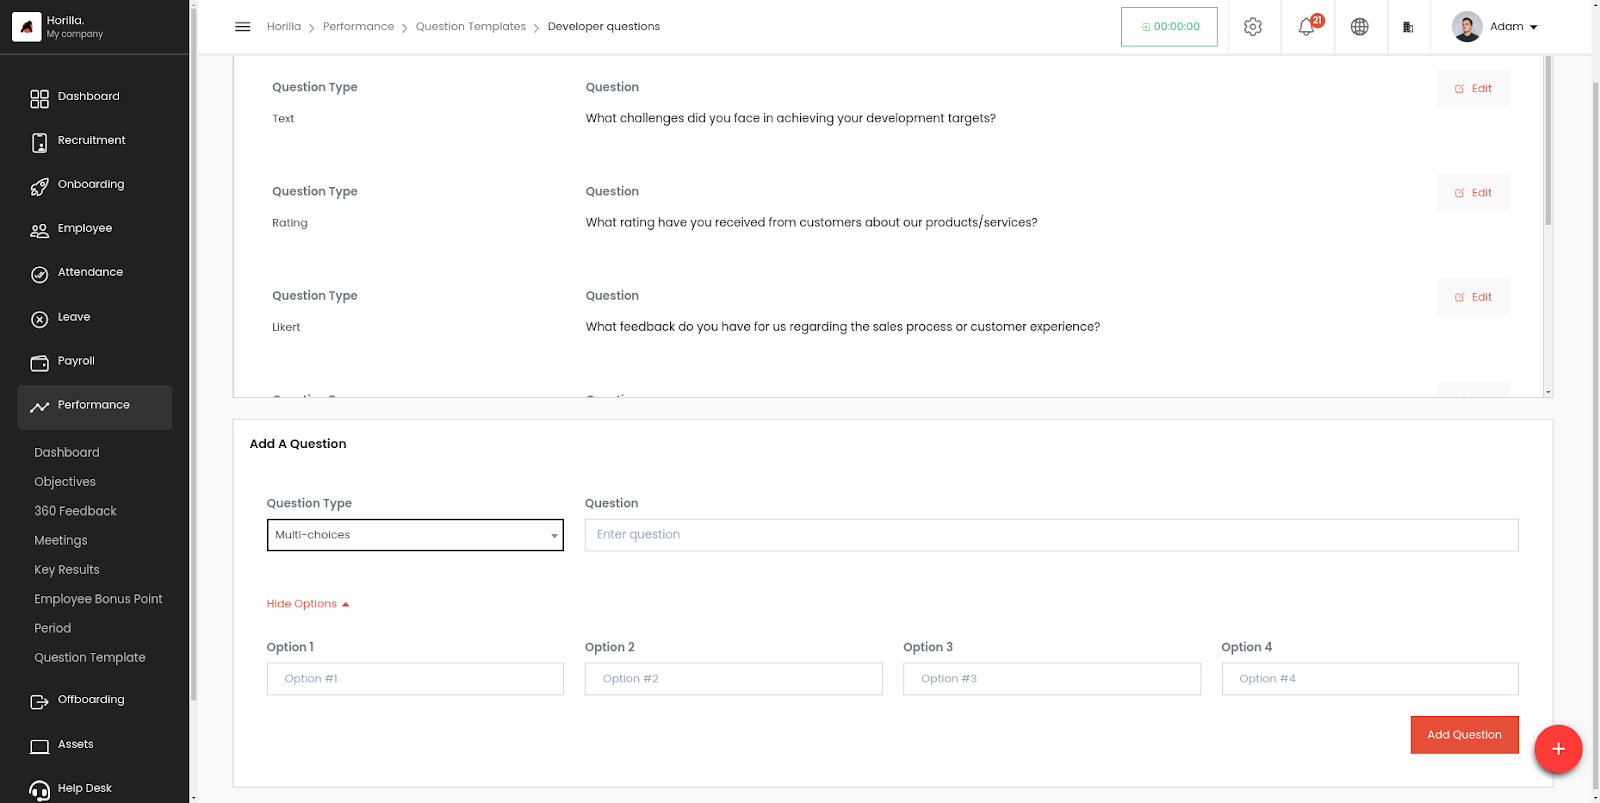 Horilla.
My company
Dashboard
Recruitment
Onboarding
Employee
Attendance
Leave
Payroll
Performance
Dashboard
Objectives
360 Feedback
Meetings
Key Results
Employee Bonus Point
Period
Question Template
Offboarding
Assets
Help Desk
Horilla > Performance > Question Templates > Developer questions
00:00:00
21
Adam
Question Type Question
Edit
Text What challenges did you face in achieving your development targets?
Question Type Question
Edit
Rating What rating have you received from customers about our products/services?
Question Type Question
Edit
Likert What feedback do you have for us regarding the sales process or customer experience?
Add A Question
Question Type Question
Multi-choices Enter question
Hide Options
Option 1 Option 2 Option 3 Option 4
Option #1 Option #2 Option #3 Option #4
Add Question
+